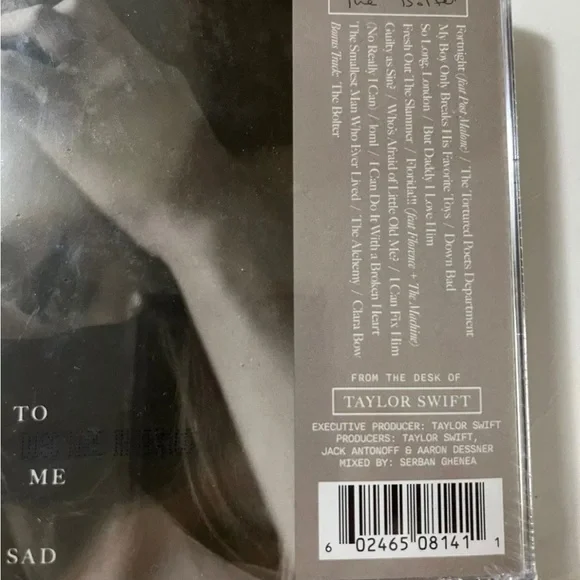 The Bolter
Fortnight (feat Post Malone) / The Tortured Poets Department
My Boy Only Breaks His Favorite Toys / Down Bad
So Long, London / But Daddy I Love Him
Fresh Out The Slammer / Florida!!! (feat Florence + The Machine)
Guilty as Sin? / Who's Afraid of Little Old Me? / I Can Fix Him
(No Really I Can) / loml / I Can Do It With a Broken Heart
The Smallest Man Who Ever Lived / The Alchemy / Clara Bow
Bonus Track: The Bolter
FROM THE DESK OF
TAYLOR SWIFT
EXECUTIVE PRODUCER: TAYLOR SWIFT
PRODUCERS: TAYLOR SWIFT,
JACK ANTONOFF & AARON DESSNER
MIXED BY: SERBAN GHENEA
6 02465 08141 1
TO
ME
SAD